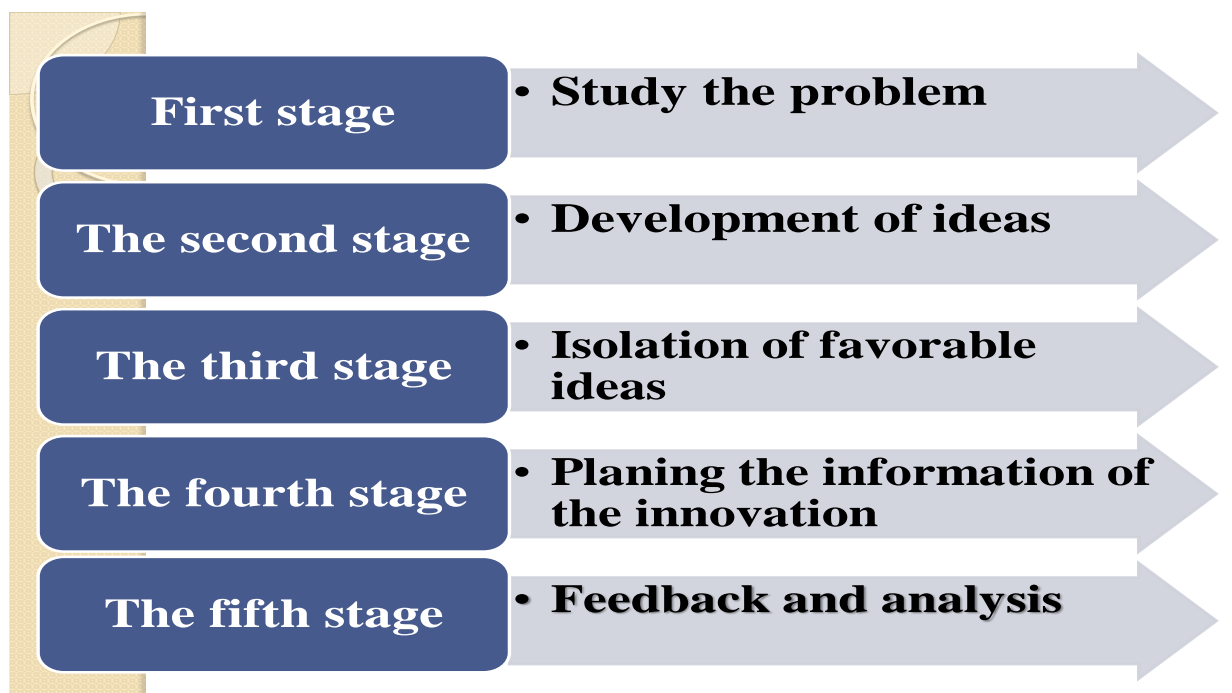 First stage
• Study the problem
The second stage
• Development of ideas
The third stage
• Isolation of favorable
ideas
The fourth stage
• Planing the information of
the innovation
The fifth stage
• Feedback and analysis